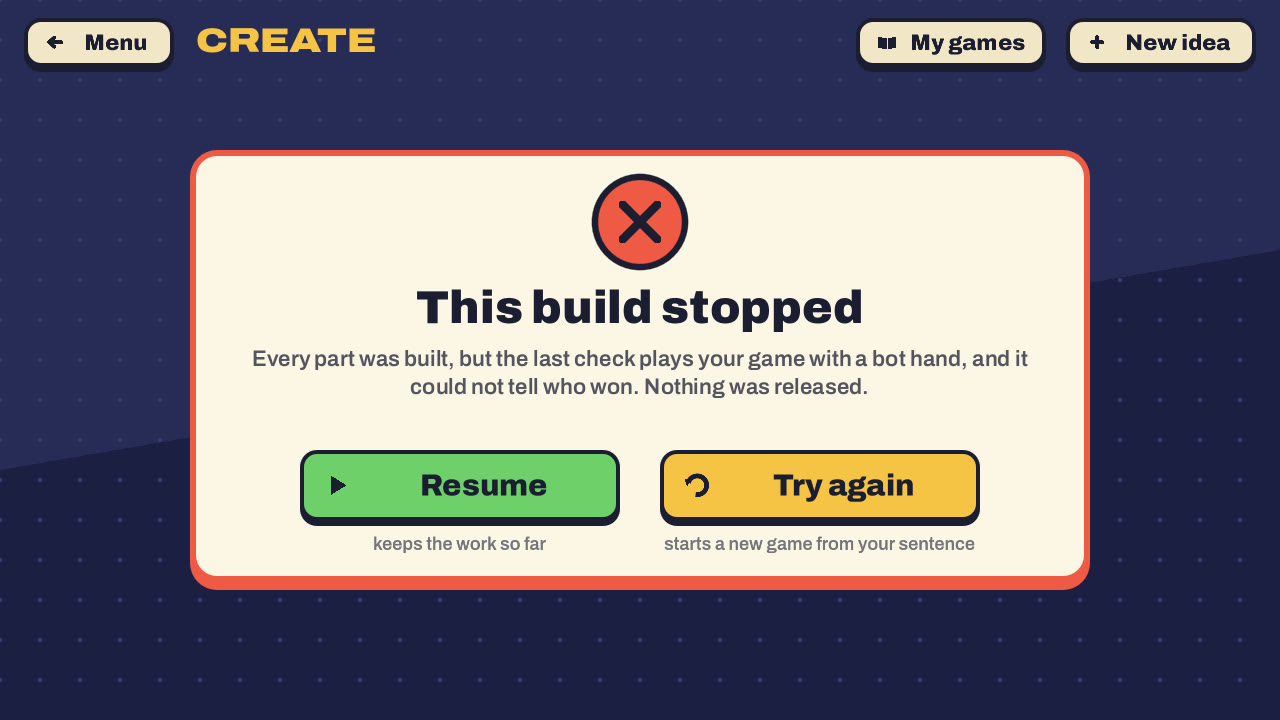 Menu
CREATE
My games
New idea
This build stopped
Every part was built, but the last check plays your game with a bot hand, and it
could not tell who won. Nothing was released.
Resume
Try again
keeps the work so far
starts a new game from your sentence